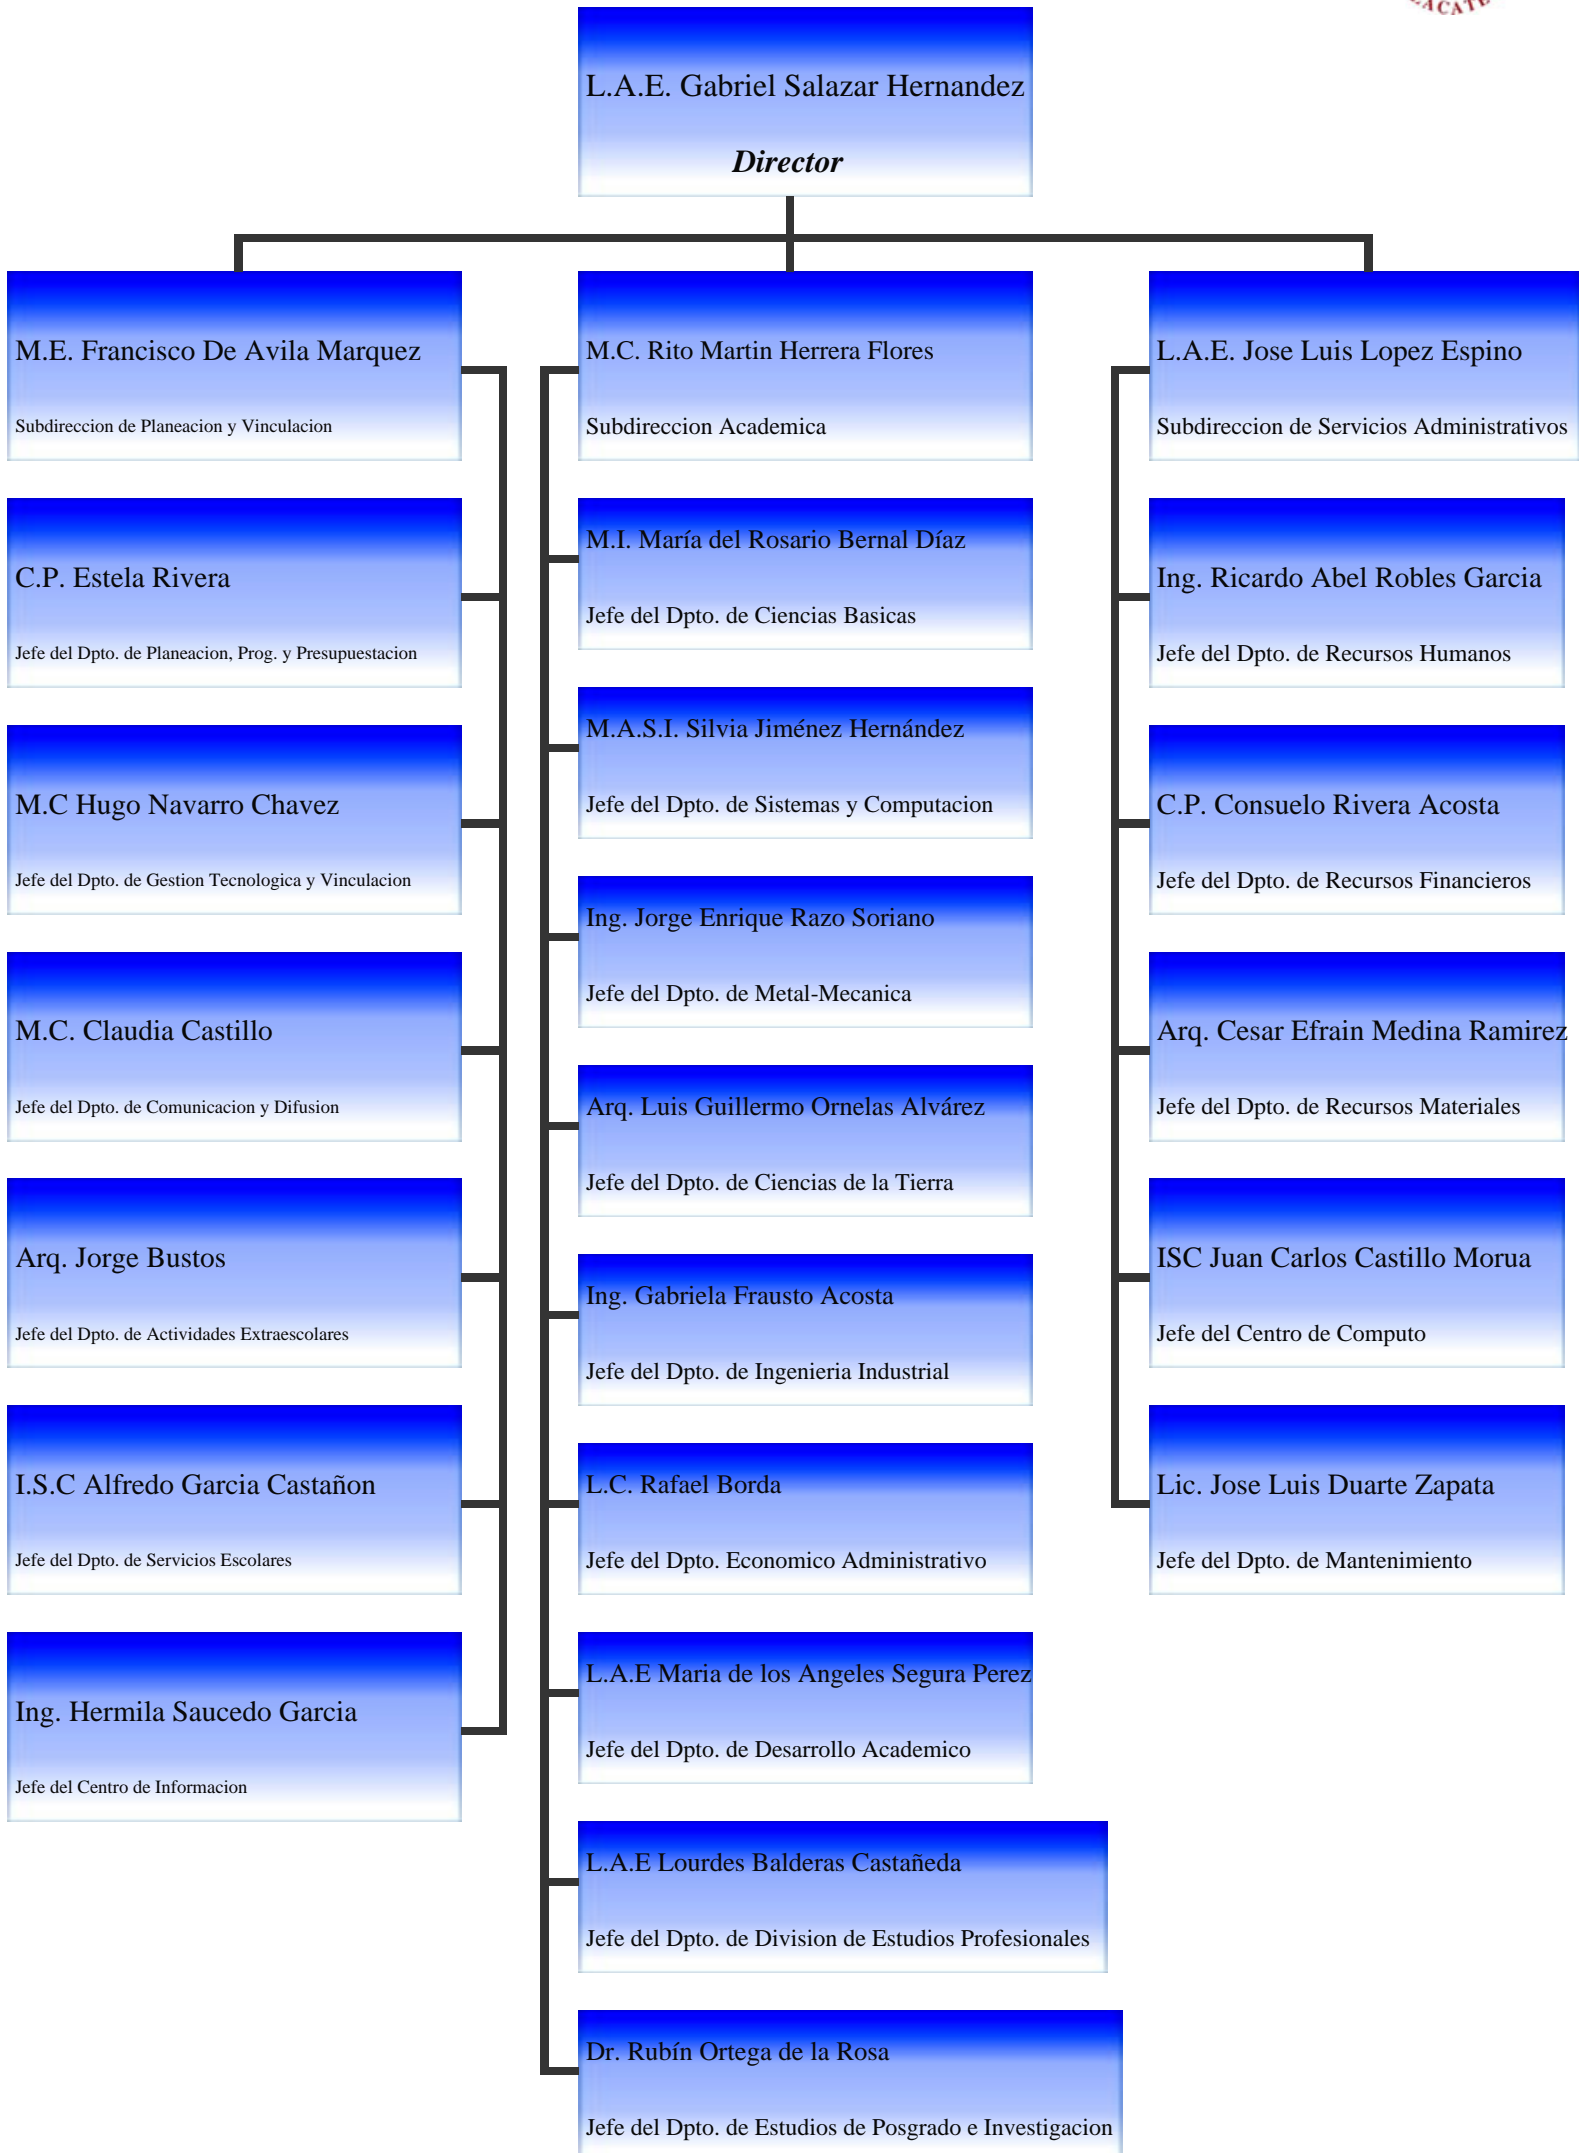 L.A.E. Gabriel Salazar Hernandez
Director
M.E. Francisco De Avila Marquez
Subdireccion de Planeacion y Vinculacion
C.P. Estela Rivera
Jefe del Dpto. de Planeacion, Prog. y Presupuestacion
M.C Hugo Navarro Chavez
Jefe del Dpto. de Gestion Tecnologica y Vinculacion
M.C. Claudia Castillo
Jefe del Dpto. de Comunicacion y Difusion
Arq. Jorge Bustos
Jefe del Dpto. de Actividades Extraescolares
I.S.C Alfredo Garcia Castañon
Jefe del Dpto. de Servicios Escolares
Ing. Hermila Saucedo Garcia
Jefe del Centro de Informacion
M.C. Rito Martin Herrera Flores
Subdireccion Academica
M.I. María del Rosario Bernal Díaz
Jefe del Dpto. de Ciencias Basicas
M.A.S.I. Silvia Jiménez Hernández
Jefe del Dpto. de Sistemas y Computacion
Ing. Jorge Enrique Razo Soriano
Jefe del Dpto. de Metal-Mecanica
Arq. Luis Guillermo Ornelas Alvárez
Jefe del Dpto. de Ciencias de la Tierra
Ing. Gabriela Frausto Acosta
Jefe del Dpto. de Ingenieria Industrial
L.C. Rafael Borda
Jefe del Dpto. Economico Administrativo
L.A.E Maria de los Angeles Segura Perez
Jefe del Dpto. de Desarrollo Academico
L.A.E Lourdes Balderas Castañeda
Jefe del Dpto. de Division de Estudios Profesionales
Dr. Rubín Ortega de la Rosa
Jefe del Dpto. de Estudios de Posgrado e Investigacion
L.A.E. Jose Luis Lopez Espino
Subdireccion de Servicios Administrativos
Ing. Ricardo Abel Robles Garcia
Jefe del Dpto. de Recursos Humanos
C.P. Consuelo Rivera Acosta
Jefe del Dpto. de Recursos Financieros
Arq. Cesar Efrain Medina Ramirez
Jefe del Dpto. de Recursos Materiales
ISC Juan Carlos Castillo Morua
Jefe del Centro de Computo
Lic. Jose Luis Duarte Zapata
Jefe del Dpto. de Mantenimiento